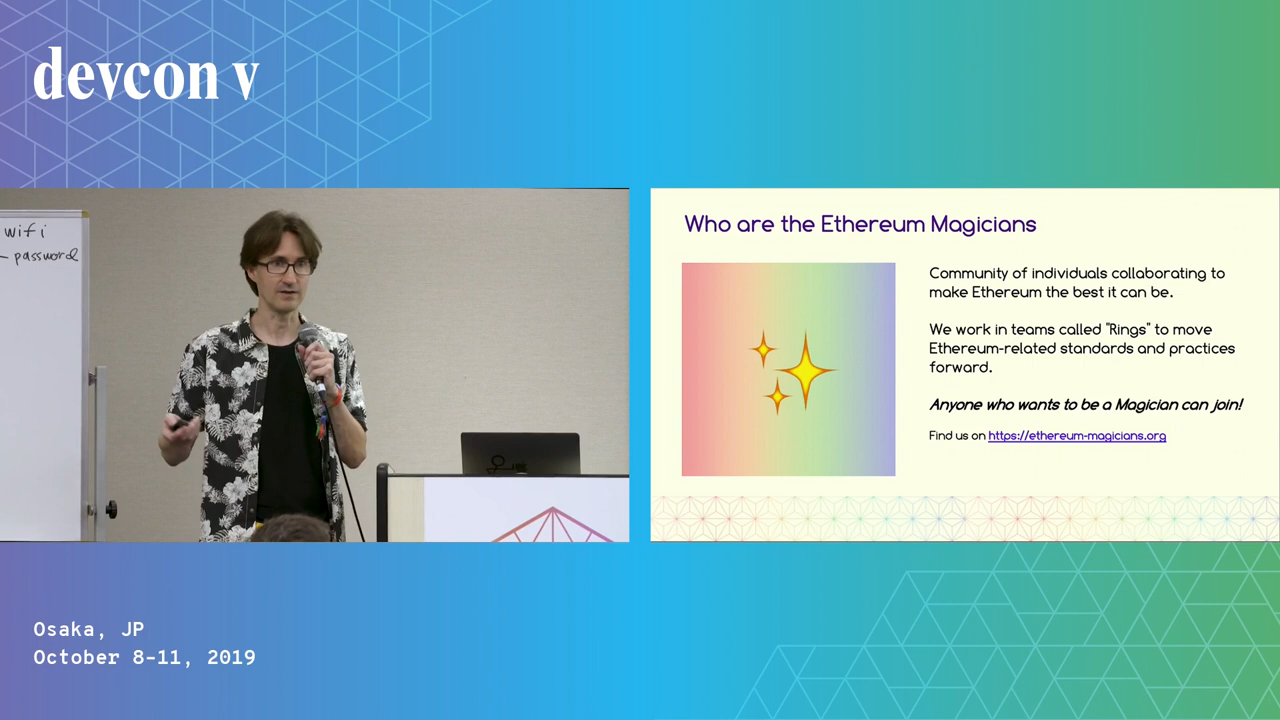 devcon v
wifi
- password
Who are the Ethereum Magicians
Community of individuals collaborating to
make Ethereum the best it can be.
We work in teams called "Rings" to move
Ethereum-related standards and practices
forward.
Anyone who wants to be a Magician can join!
Find us on https://ethereum-magicians.org
Osaka, JP
October 8-11, 2019